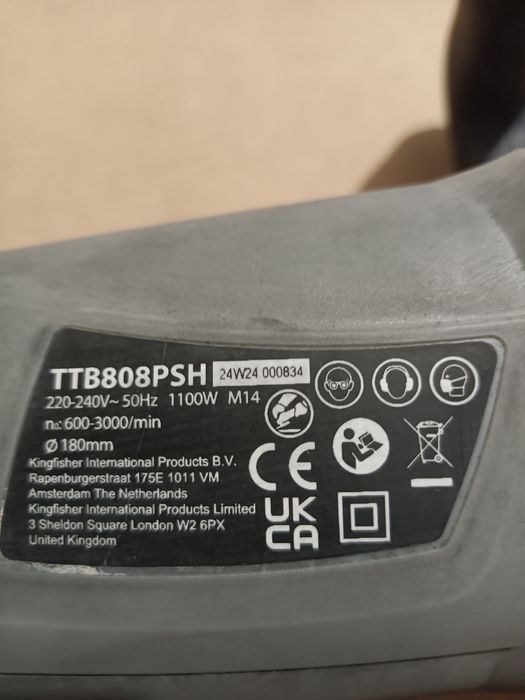 TTB808PSH 24W24 000834
220-240V~ 50Hz 1100W M14
n₀: 600-3000/min
Ø 180mm
Kingfisher International Products B.V.
Rapenburgerstraat 175E 1011 VM
Amsterdam The Netherlands
Kingfisher International Products Limited
3 Sheldon Square London W2 6PX
United Kingdom
CE
UK
CA